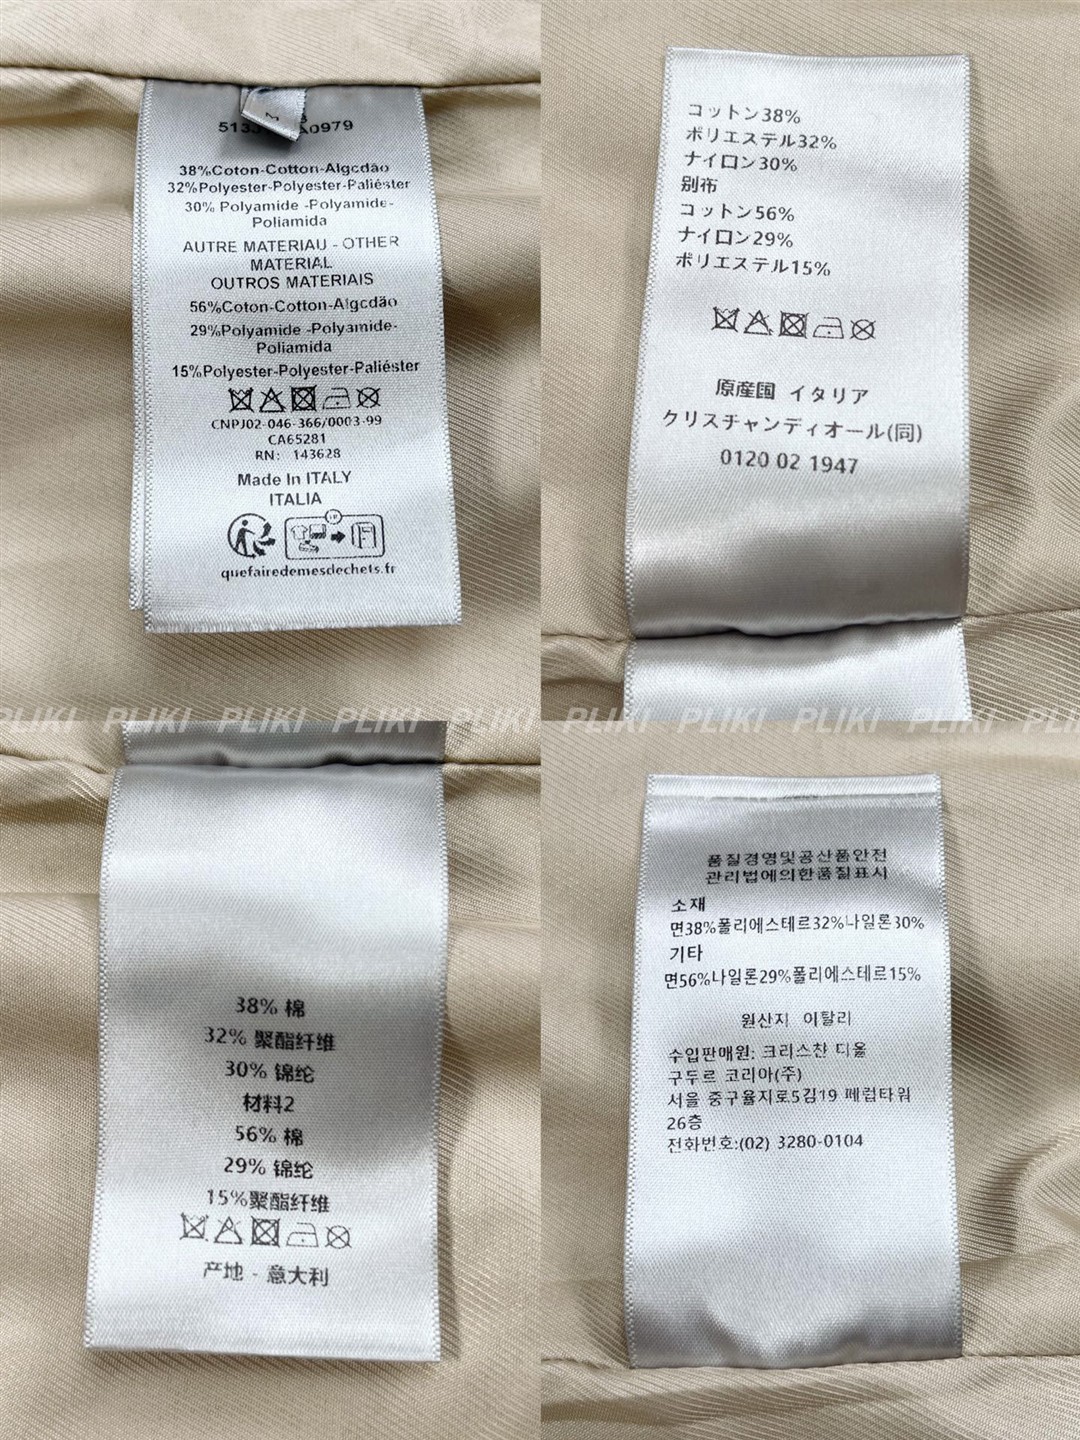 38%Coton-Cotton-Algcdão
32%Polyester-Polyester-Paliéster
30% Polyamide -Polyamide-
Poliamida
AUTRE MATERIAU - OTHER
MATERIAL
OUTROS MATERIAIS
56%Coton-Cotton-Algcdão
29%Polyamide -Polyamide-
Poliamida
15%Polyester-Polyester-Paliéster
CNPJ02-046-366/0003-99
CA65281
RN: 143628
Made In ITALY
ITALIA
quefairedemesdechets.fr
コットン38%
ポリエステル32%
ナイロン30%
别布
コットン56%
ナイロン29%
ポリエステル15%
原産国 イタリア
クリスチャンディオール(同)
0120 02 1947
PLIKI PLIKI PLIKI PLIKI PLIKI PLIKI PLIKI PLIKI PLIKI
38% 棉
32% 聚酯纤维
30% 锦纶
材料2
56% 棉
29% 锦纶
15%聚酯纤维
产地 - 意大利
품질경영및공산품안전
관리법에의한품질표시
소재
면38%폴리에스테르32%나일론30%
기타
면56%나일론29%폴리에스테르15%
원산지 이탈리
수입판매원: 크리스찬 디올
구두르 코리아(주)
서울 중구율지로5김19 페럼타워
26층
전화번호:(02) 3280-0104